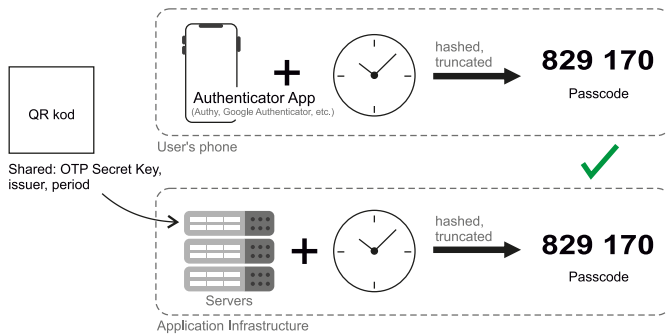 QR kod
Shared: OTP Secret Key,
issuer, period
Authenticator App
(Authy, Google Authenticator, etc.)
hashed,
truncated
829 170
Passcode
User's phone
Servers
hashed,
truncated
829 170
Passcode
Application Infrastructure